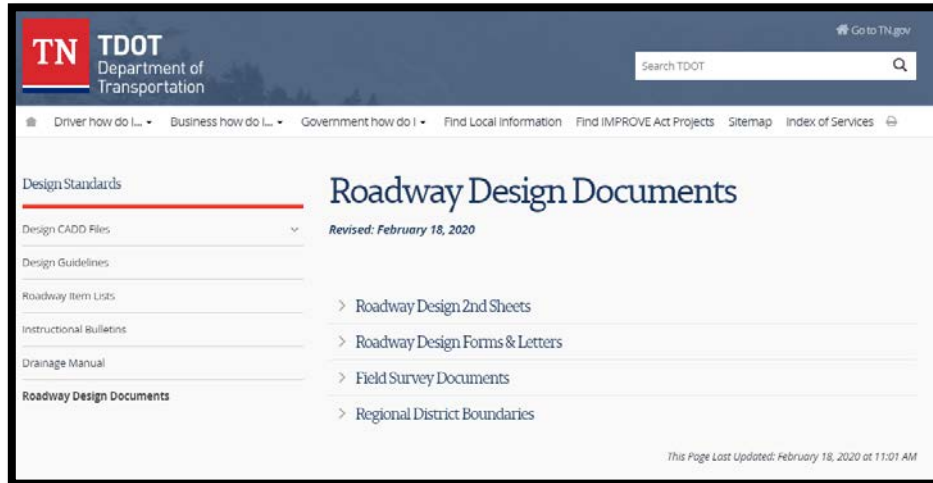 Go to TN.gov
TN
TDOT
Department of
Transportation
Search TDOT
Driver how do I...
Business how do I...
Government how do I
Find Local Information
Find IMPROVE Act Projects
Sitemap
Index of Services
Design Standards
Design CADD Files
Design Guidelines
Roadway Item Lists
Instructional Bulletins
Drainage Manual
Roadway Design Documents
Roadway Design Documents
Revised: February 18, 2020
Roadway Design 2nd Sheets
Roadway Design Forms & Letters
Field Survey Documents
Regional District Boundaries
This Page Last Updated: February 18, 2020 at 11:01 AM